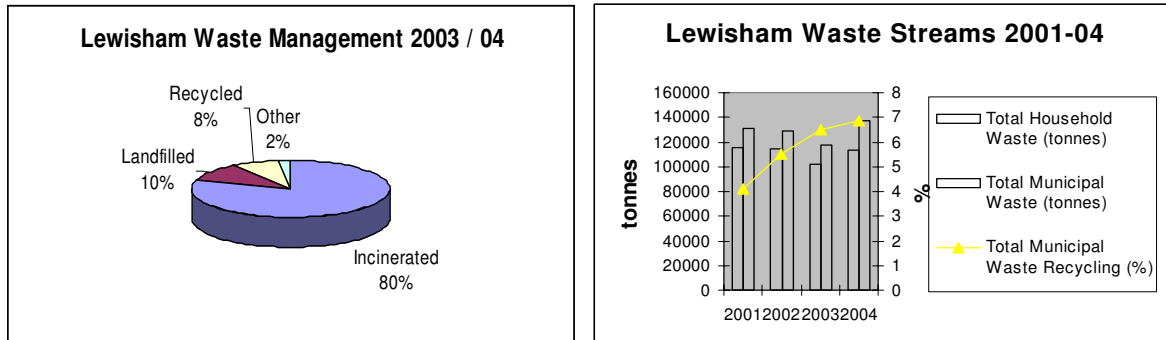 Lewisham Waste Management 2003 / 04
Recycled
8%
Other
2%
Landfilled
10%
Incinerated
80%
Lewisham Waste Streams 2001-04
160000
140000
120000
100000
80000
60000
40000
20000
0
tonnes
8
7
6
5
4
3
2
1
0
%
2001 2002 2003 2004
Total Household
Waste (tonnes)
Total Municipal
Waste (tonnes)
Total Municipal
Waste Recycling (%)